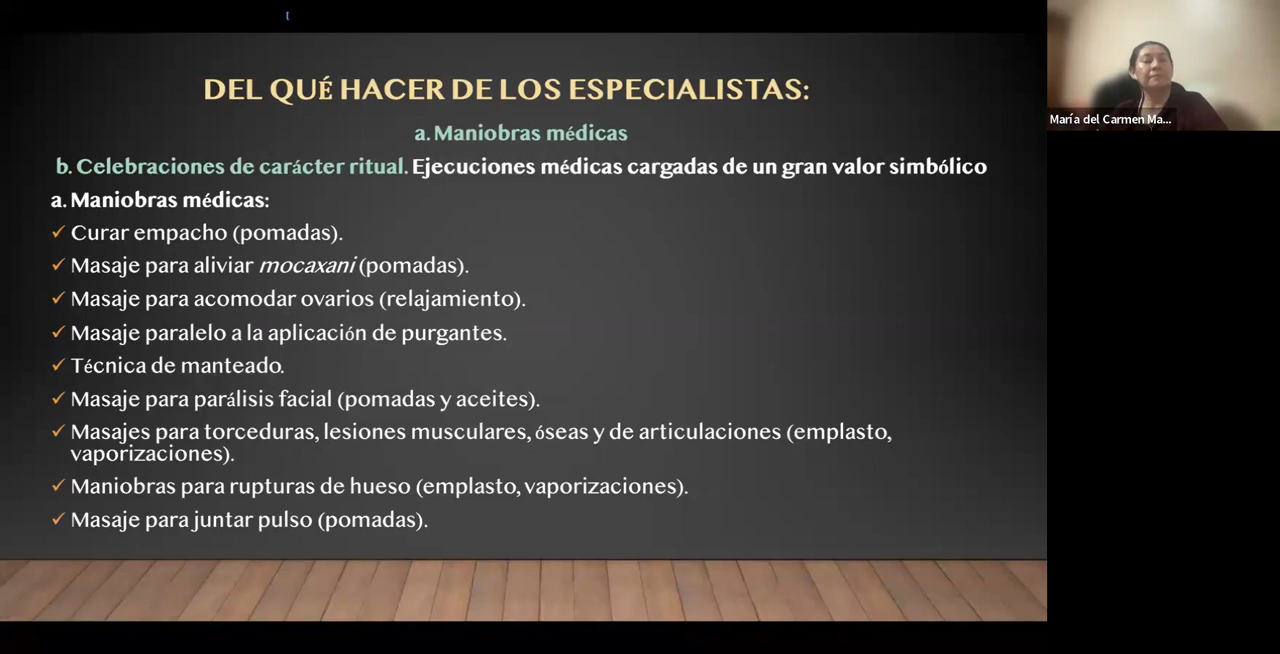 DEL QUÉ HACER DE LOS ESPECIALISTAS:
a. Maniobras médicas
b. Celebraciones de carácter ritual. Ejecuciones médicas cargadas de un gran valor simbólico
a. Maniobras médicas:
✓ Curar empacho (pomadas).
✓ Masaje para aliviar mocaxani (pomadas).
✓ Masaje para acomodar ovarios (relajamiento).
✓ Masaje paralelo a la aplicación de purgantes.
✓ Técnica de manteado.
✓ Masaje para parálisis facial (pomadas y aceites).
✓ Masajes para torceduras, lesiones musculares, óseas y de articulaciones (emplasto,
vaporizaciones).
✓ Maniobras para rupturas de hueso (emplasto, vaporizaciones).
✓ Masaje para juntar pulso (pomadas).
María del Carmen Ma...